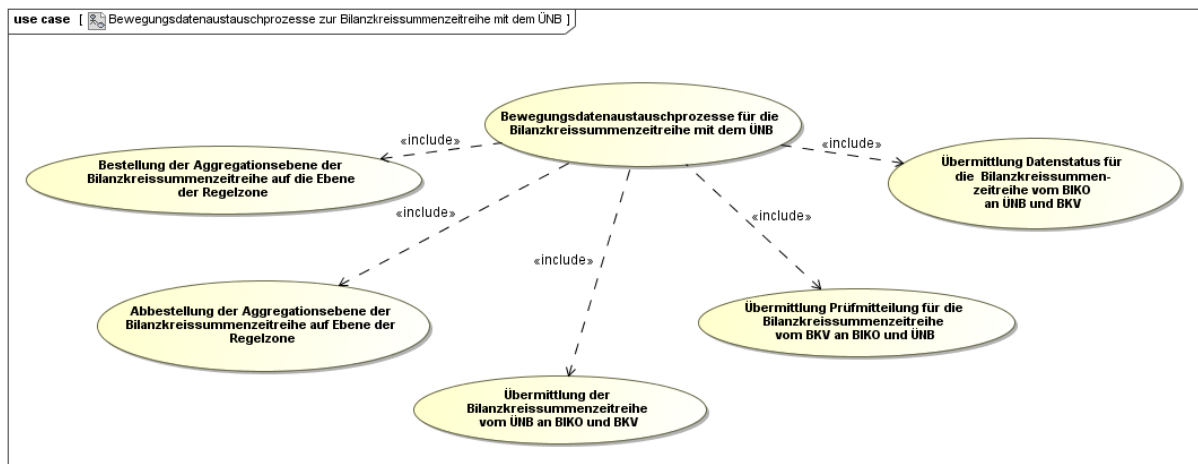 use case [ Bewegungsdatenaustauschprozesse zur Bilanzkreissummenzeitreihe mit dem ÜNB ]
Bewegungsdatenaustauschprozesse für die
Bilanzkreissummenzeitreihe mit dem ÜNB
«include»
«include»
«include»
«include»
«include»
Bestellung der Aggregationsebene der
Bilanzkreissummenzeitreihe auf die Ebene
der Regelzone
Übermittlung Datenstatus für
die Bilanzkreissummen-
zeitreihe vom BIKO
an ÜNB und BKV
Abbestellung der Aggregationsebene der
Bilanzkreissummenzeitreihe auf Ebene der
Regelzone
Übermittlung Prüfmitteilung für die
Bilanzkreissummenzeitreihe
vom BKV an BIKO und ÜNB
Übermittlung der
Bilanzkreissummenzeitreihe
vom ÜNB an BIKO und BKV